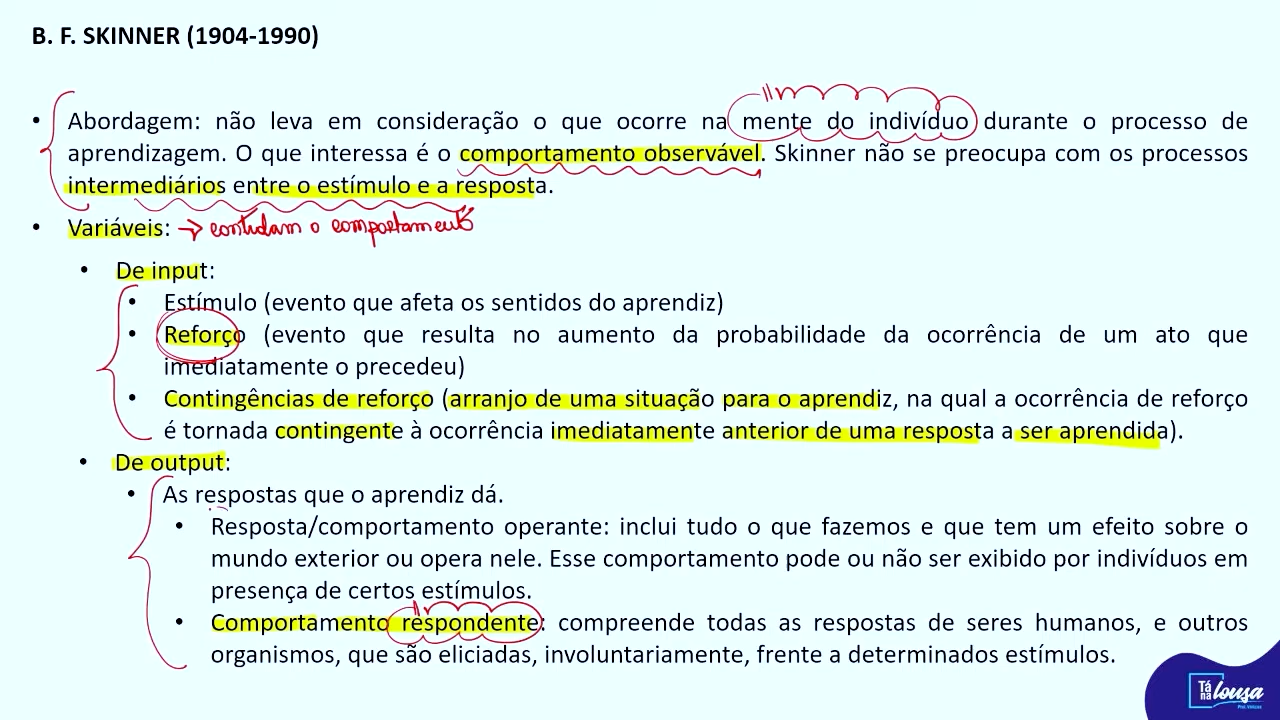 B. F. SKINNER (1904-1990)
• Abordagem: não leva em consideração o que ocorre na mente do indivíduo durante o processo de
aprendizagem. O que interessa é o comportamento observável. Skinner não se preocupa com os processos
intermediários entre o estímulo e a resposta.
• Variáveis: → controlam o comportamento
• De input:
• Estímulo (evento que afeta os sentidos do aprendiz)
• Reforço (evento que resulta no aumento da probabilidade da ocorrência de um ato que
imediatamente o precedeu)
• Contingências de reforço (arranjo de uma situação para o aprendiz, na qual a ocorrência de reforço
é tornada contingente à ocorrência imediatamente anterior de uma resposta a ser aprendida).
• De output:
• As respostas que o aprendiz dá.
• Resposta/comportamento operante: inclui tudo o que fazemos e que tem um efeito sobre o
mundo exterior ou opera nele. Esse comportamento pode ou não ser exibido por indivíduos em
presença de certos estímulos.
• Comportamento respondente: compreende todas as respostas de seres humanos, e outros
organismos, que são eliciadas, involuntariamente, frente a determinados estímulos.
Tá na lousa